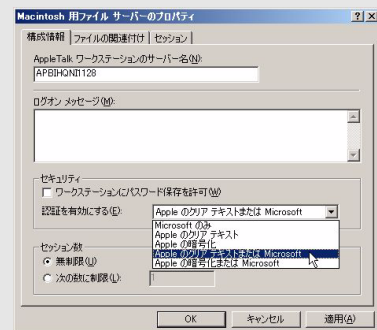 Macintosh 用ファイル サーバーのプロパティ
構成情報 ファイルの関連付け セッション
AppleTalk ワークステーションのサーバー名(N):
APBIHQNI1128
ログオン メッセージ(M):
セキュリティ
ワークステーションにパスワード保存を許可(W)
認証を有効にする(E): Apple のクリア テキストまたは Microsoft
Microsoft のみ
Apple のクリア テキスト
Apple の暗号化
Apple のクリア テキストまたは Microsoft
Apple の暗号化または Microsoft
セッション数
無制限(U)
次の数に制限(L): 1
OK キャンセル 適用(A)